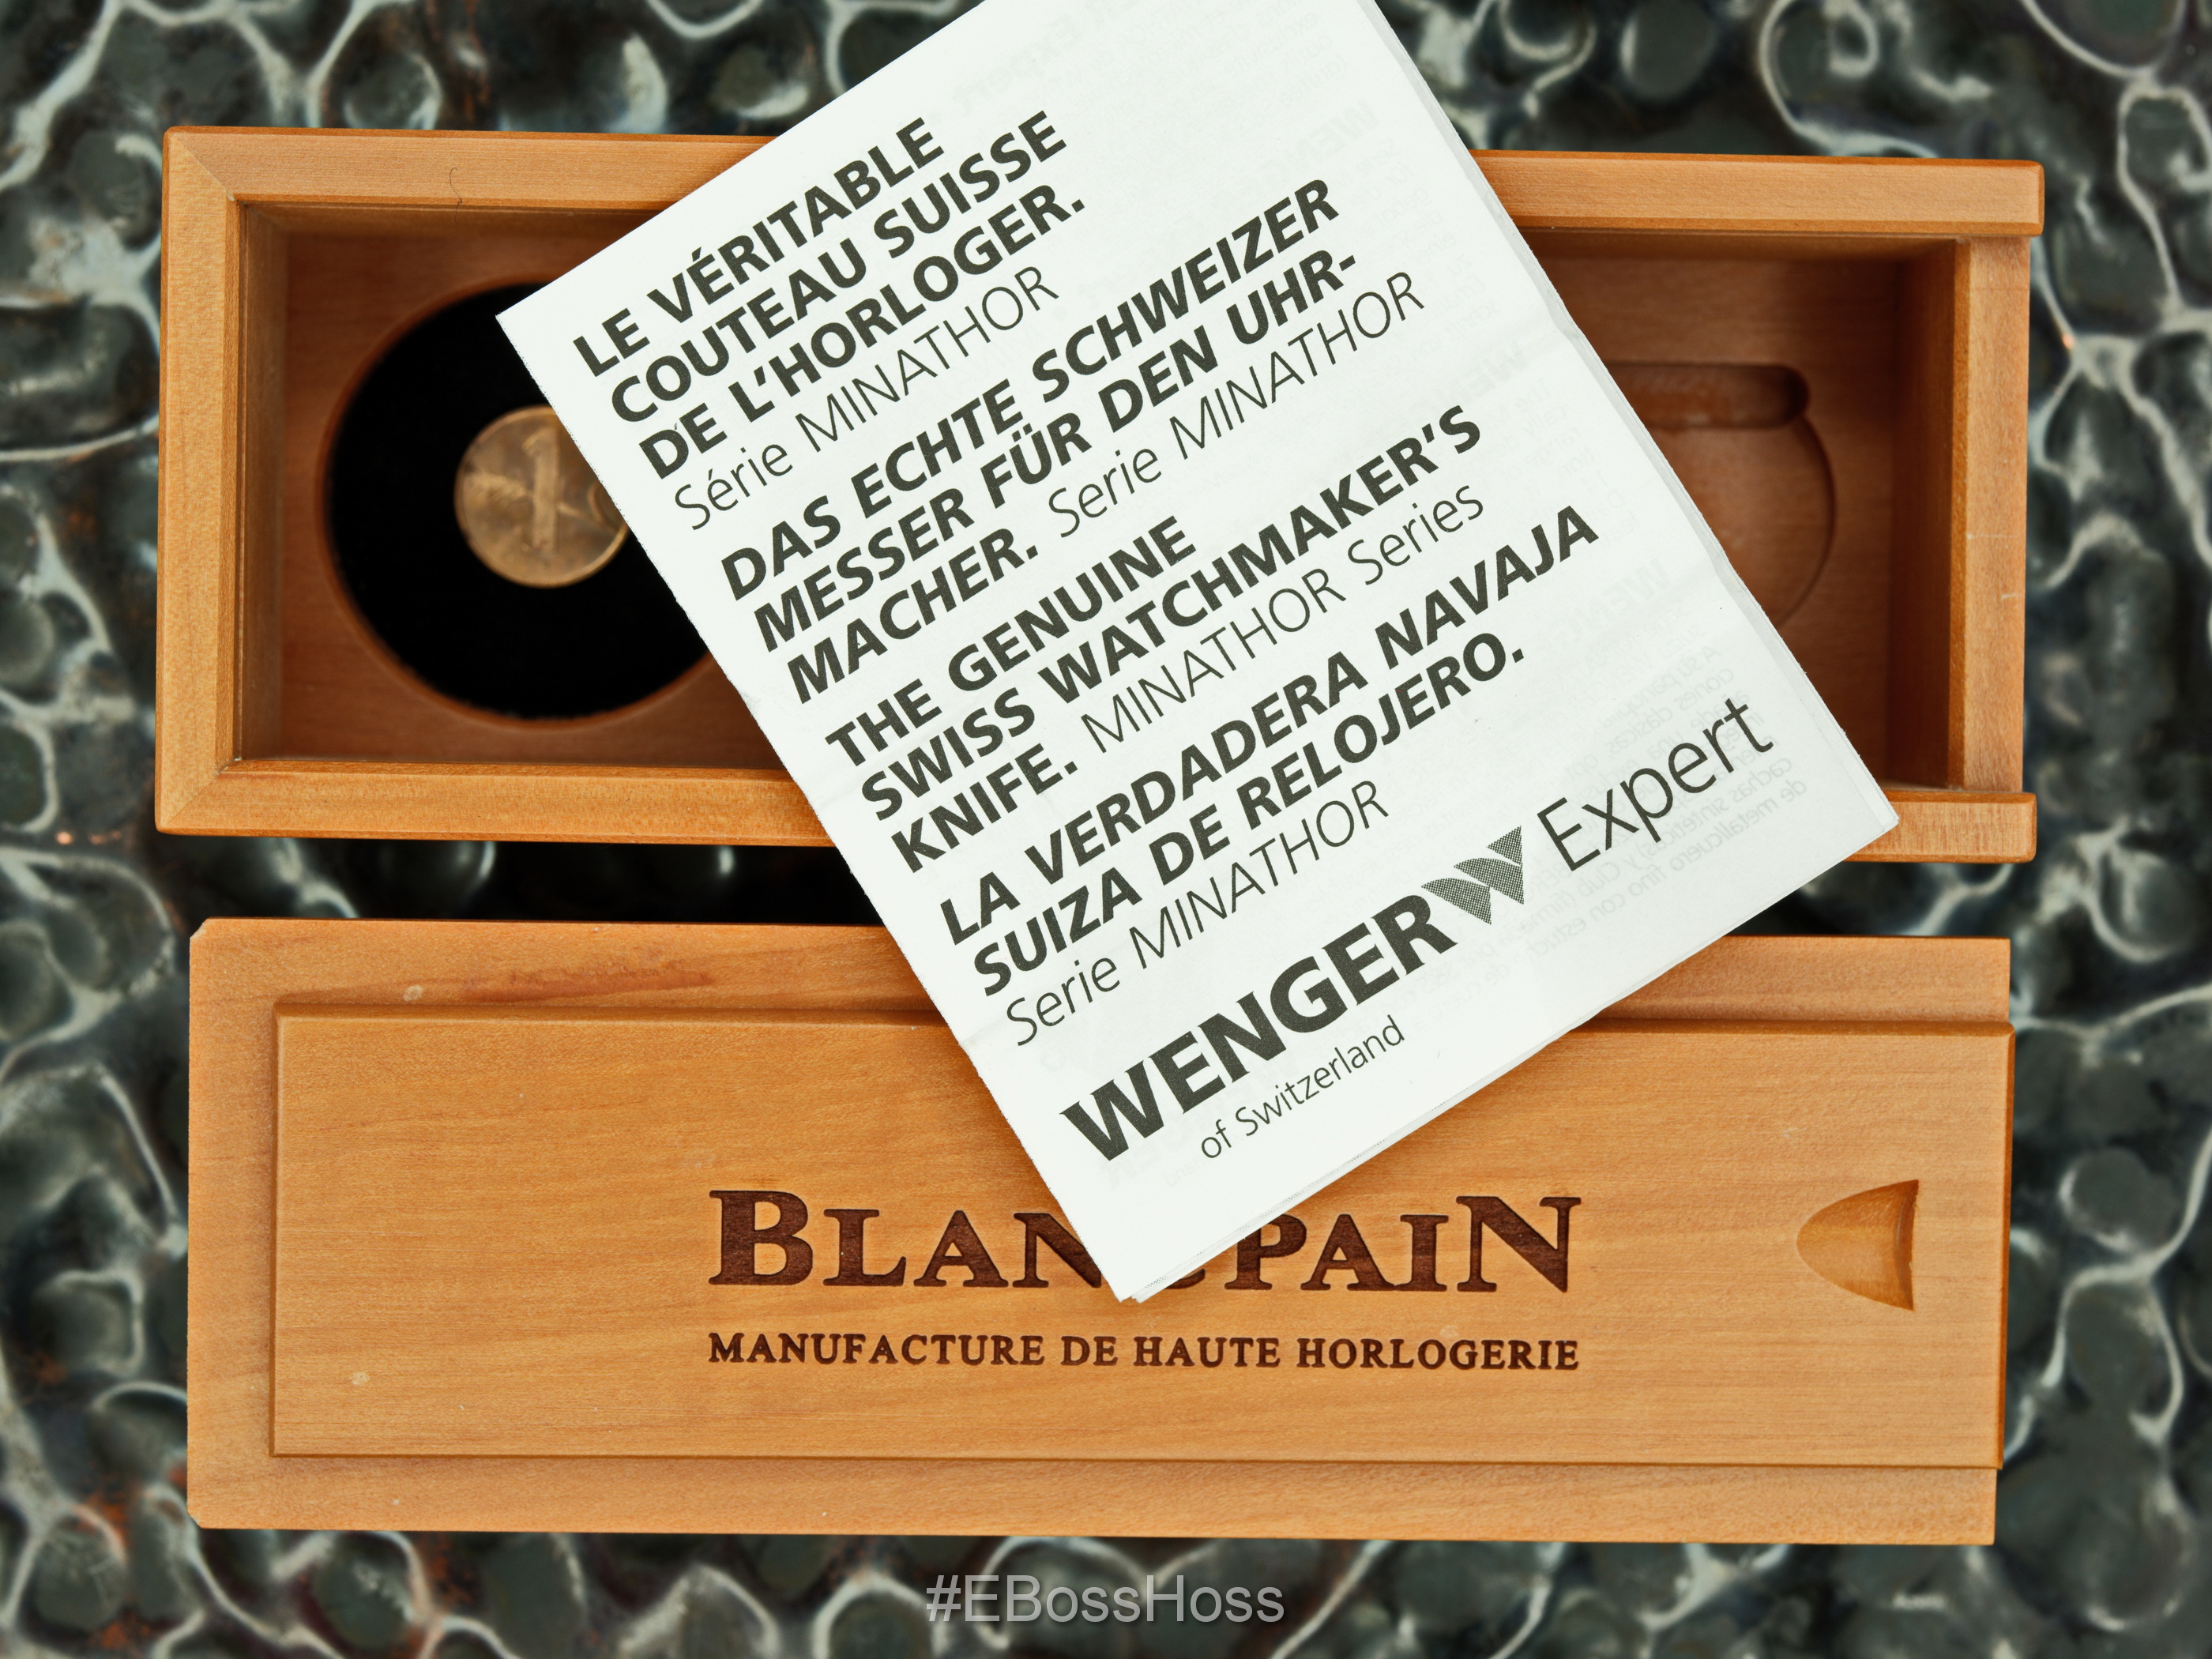 LE VÉRITABLE
COUTEAU SUISSE
DE L'HORLOGER.
Série MINATHOR
DAS ECHTE SCHWEIZER
MESSER FÜR DEN UHR-
MACHER. Serie MINATHOR
THE GENUINE
SWISS WATCHMAKER'S
KNIFE. MINATHOR Series
LA VERDADERA NAVAJA
SUIZA DE RELOJERO.
Serie MINATHOR
WENGER Expert
of Switzerland
BLANCPAIN
MANUFACTURE DE HAUTE HORLOGERIE
#EBossHoss